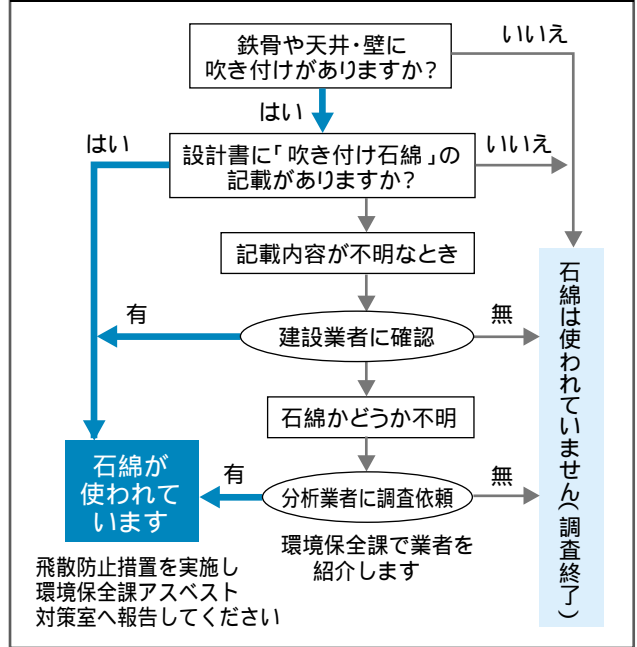 鉄骨や天井・壁に
吹き付けがありますか？
いいえ
はい
はい
設計書に「吹き付け石綿」の
記載がありますか？
いいえ
記載内容が不明なとき
有
建設業者に確認
無
石綿かどうか不明
石綿が
使われて
います
有
分析業者に調査依頼
無
石綿は使われていません（調査終了）
環境保全課で業者を
紹介します
飛散防止措置を実施し
環境保全課アスベスト
対策室へ報告してください